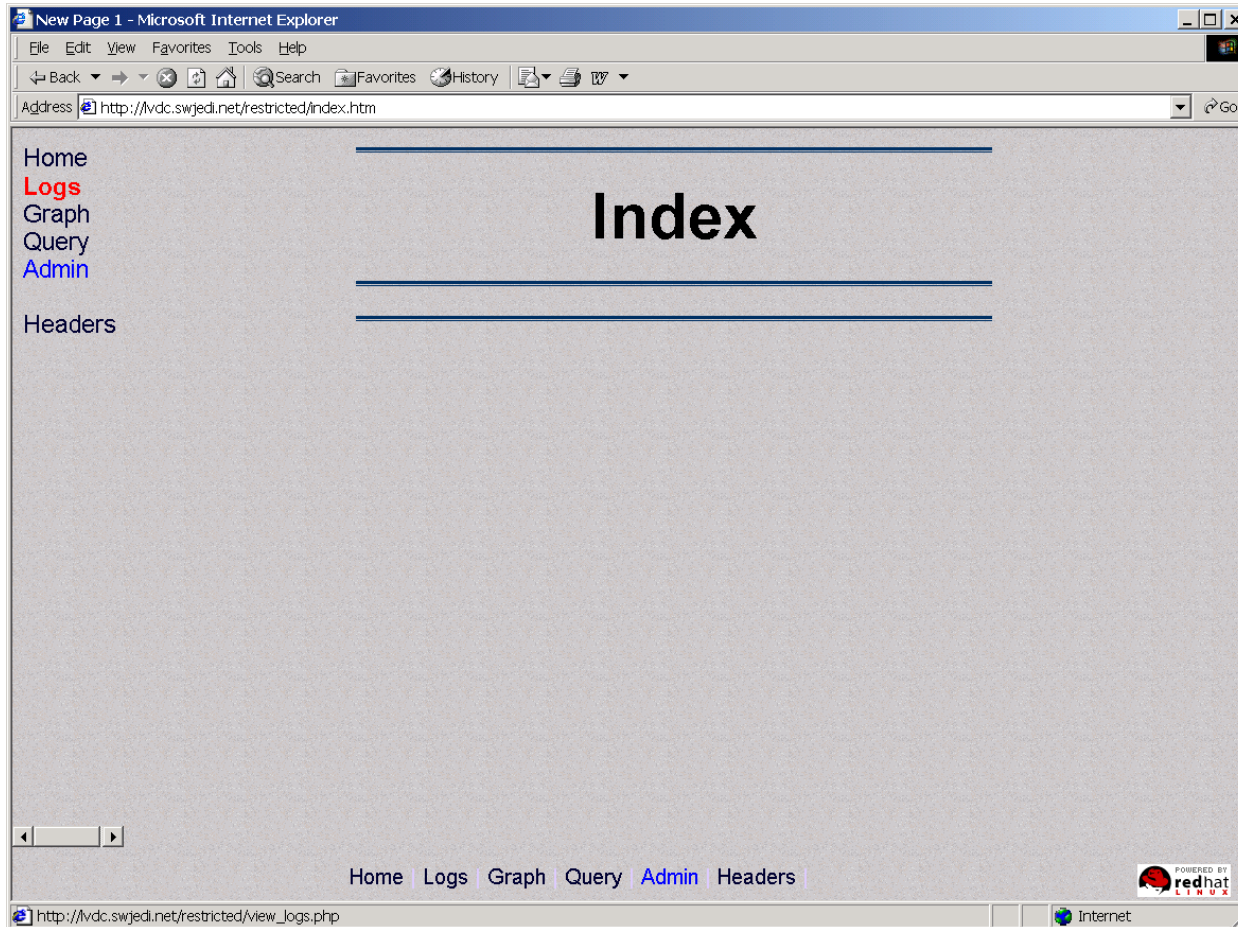 New Page 1 - Microsoft Internet Explorer
File Edit View Favorites Tools Help
Back Search Favorites History
Address http://lvdc.swjedi.net/restricted/index.htm Go
Home
Logs
Graph
Query
Admin
Headers
Index
Home | Logs | Graph | Query | Admin | Headers |
POWERED BY
redhat
LINUX
http://lvdc.swjedi.net/restricted/view_logs.php Internet